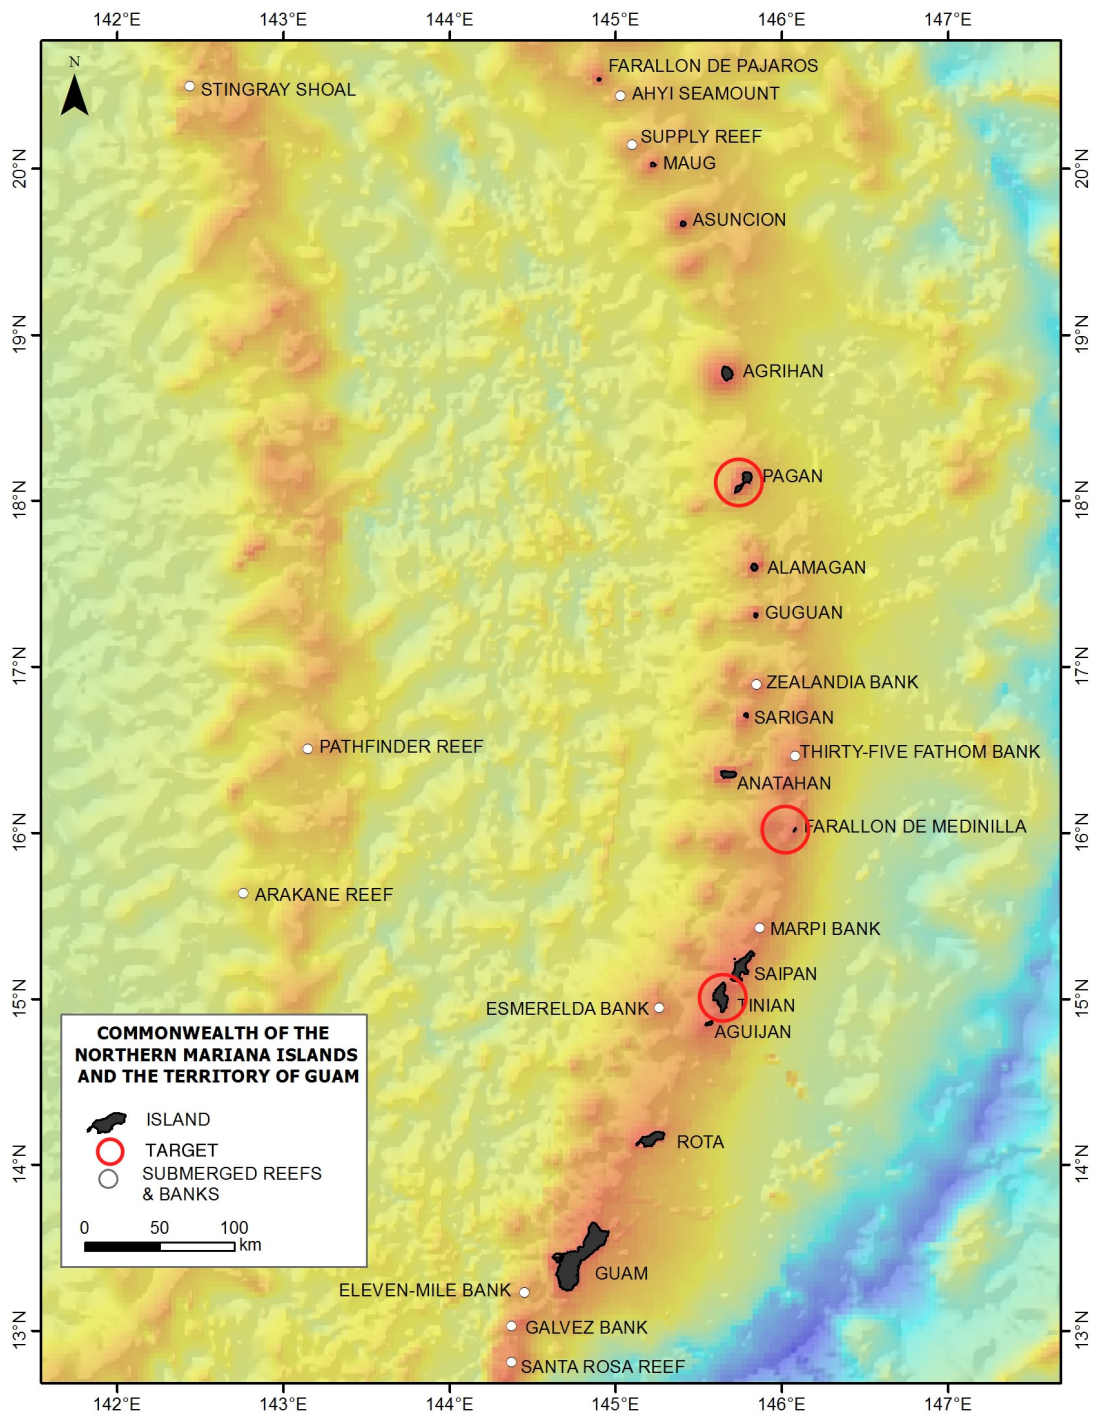 142°E 143°E 144°E 145°E 146°E 147°E
N
FARALLON DE PAJAROS
STINGRAY SHOAL
AHYI SEAMOUNT
SUPPLY REEF
20°N
MAUG
20°N
ASUNCION
19°N
19°N
AGRIHAN
PAGAN
18°N
18°N
ALAMAGAN
GUGUAN
17°N
17°N
ZEALANDIA BANK
SARIGAN
PATHFINDER REEF
THIRTY-FIVE FATHOM BANK
ANATAHAN
16°N
FARALLON DE MEDINILLA
16°N
ARAKANE REEF
MARPI BANK
SAIPAN
15°N
15°N
ESMERELDA BANK
TINIAN
AGUIJAN
COMMONWEALTH OF THE
NORTHERN MARIANA ISLANDS
AND THE TERRITORY OF GUAM
ISLAND
TARGET
SUBMERGED REEFS
& BANKS
0 50 100
km
ROTA
14°N
14°N
GUAM
ELEVEN-MILE BANK
GALVEZ BANK
13°N
13°N
SANTA ROSA REEF
142°E 143°E 144°E 145°E 146°E 147°E